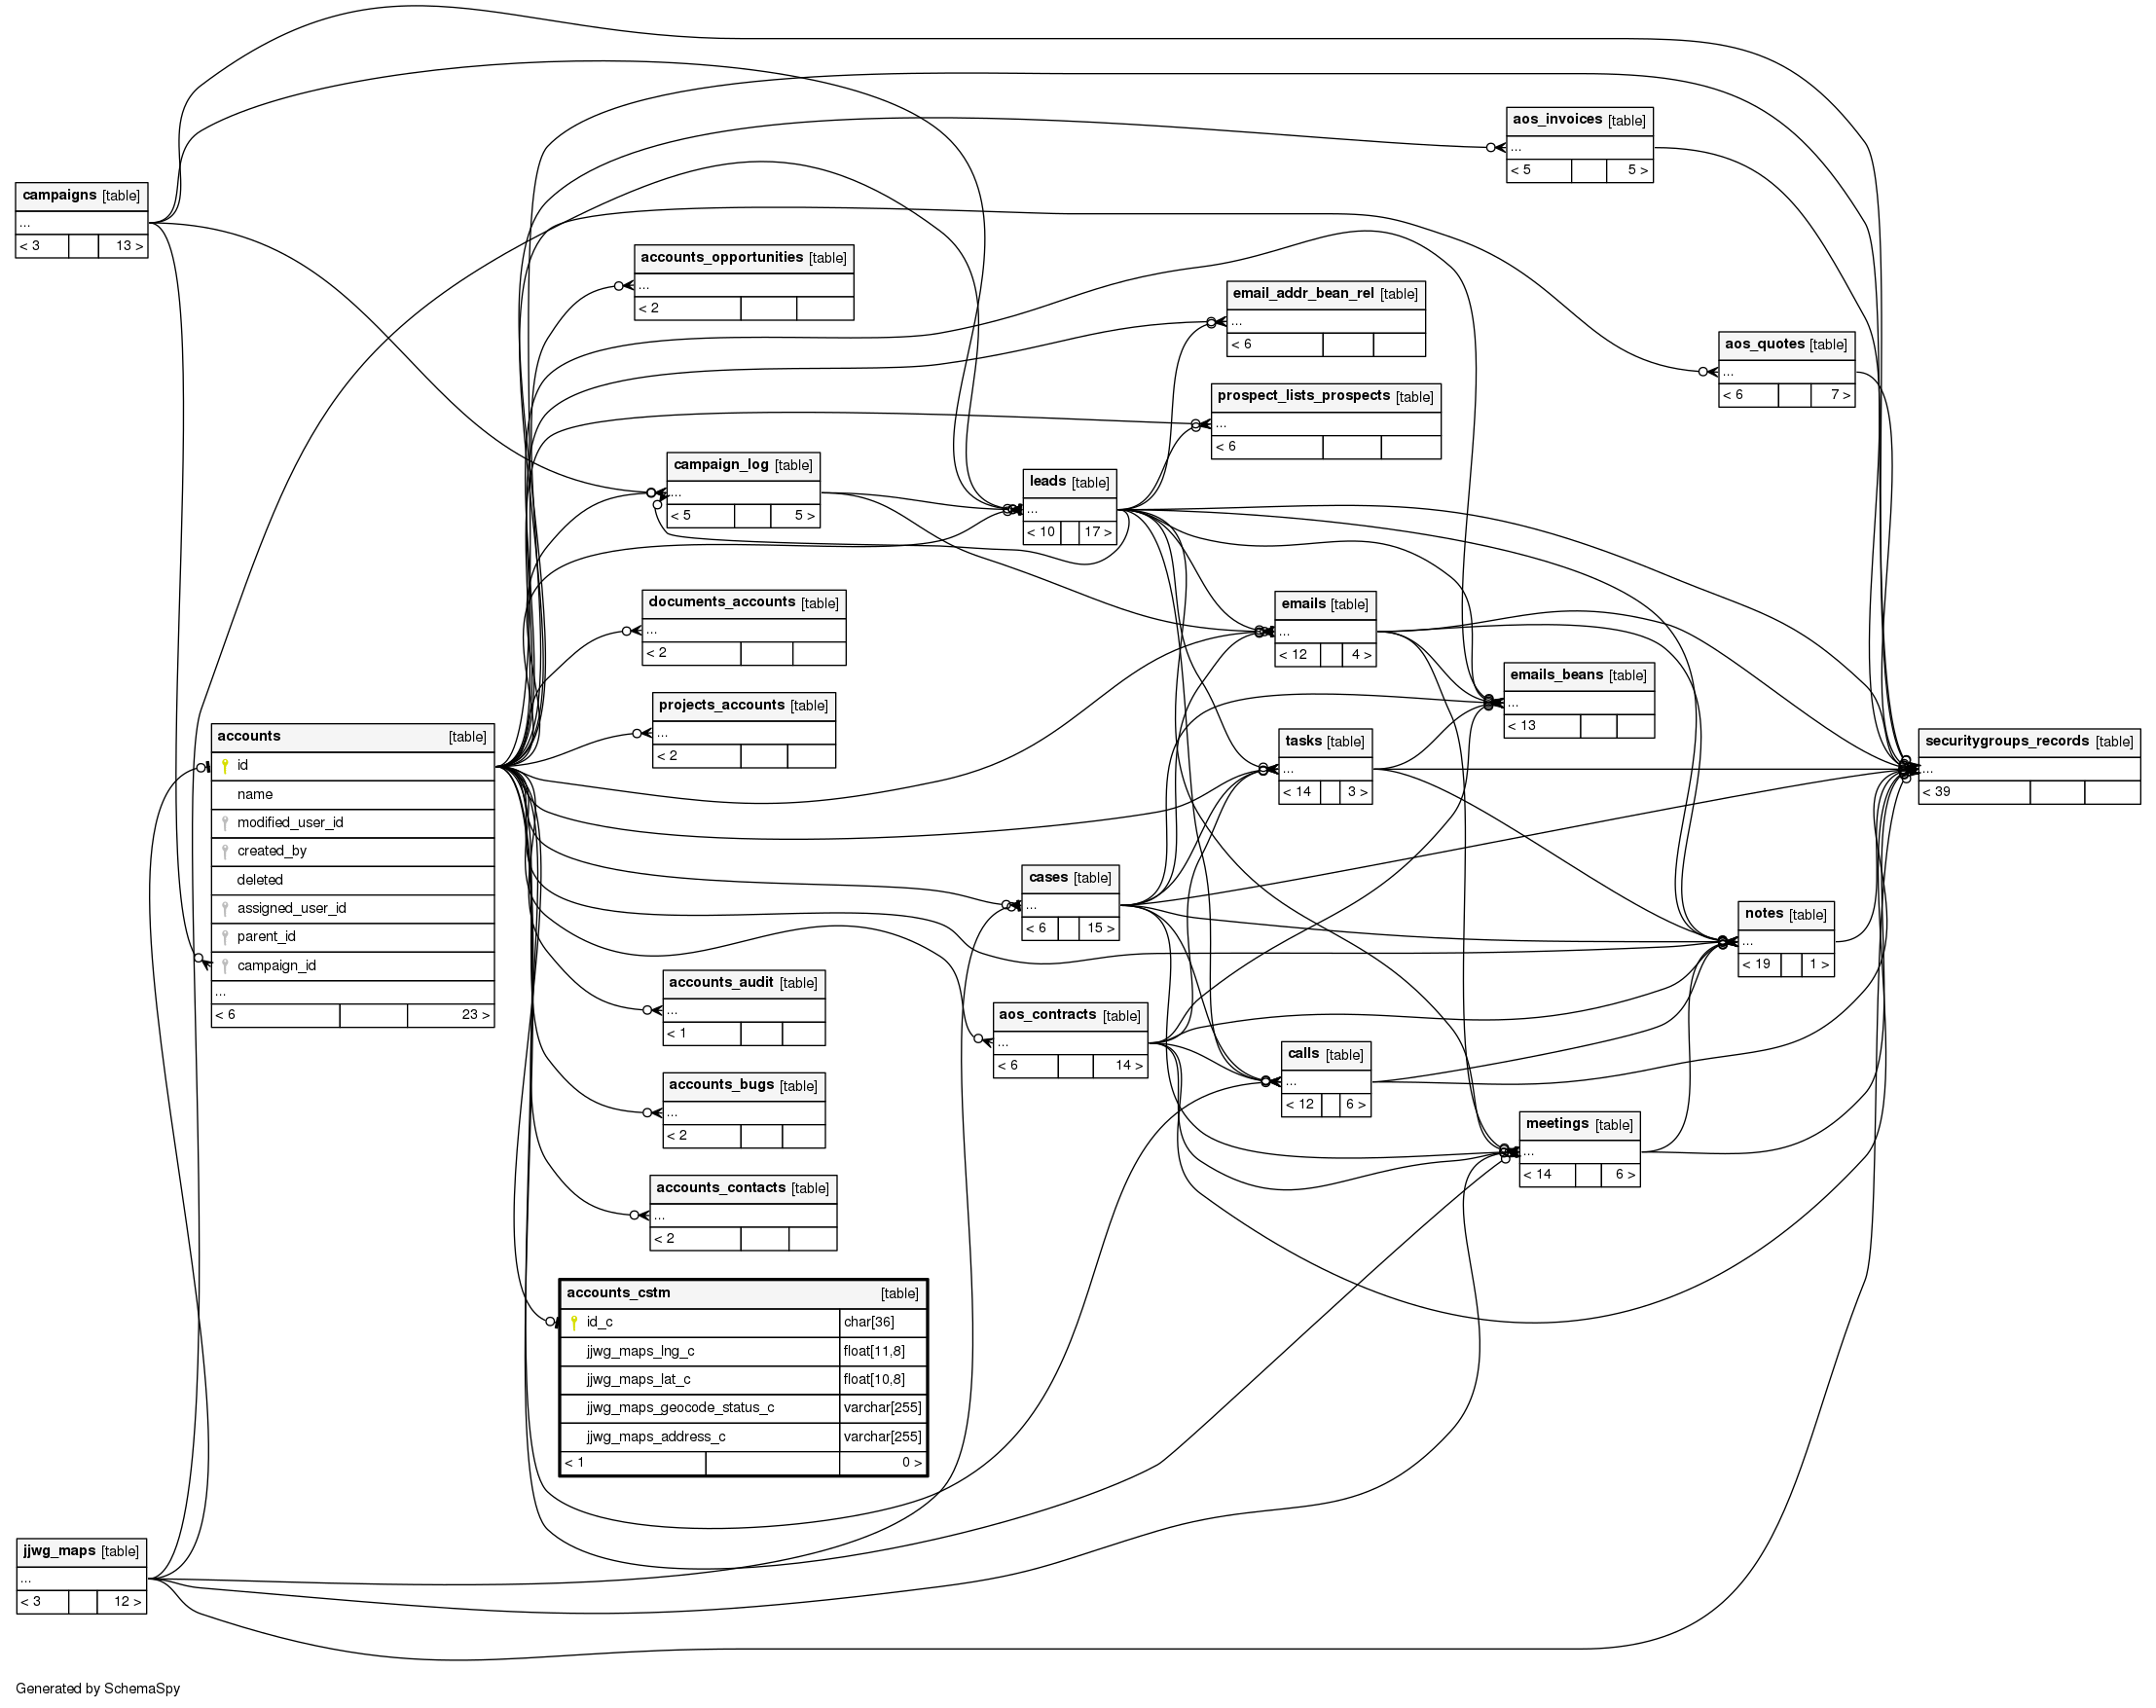 campaigns [table]
...
< 3 13 >
aos_invoices [table]
...
< 5 5 >
accounts_opportunities [table]
...
< 2
email_addr_bean_rel [table]
...
< 6
aos_quotes [table]
...
< 6 7 >
prospect_lists_prospects [table]
...
< 6
campaign_log [table]
...
< 5 5 >
leads [table]
...
< 10 17 >
documents_accounts [table]
...
< 2
emails [table]
...
< 12 4 >
emails_beans [table]
...
< 13
projects_accounts [table]
...
< 2
accounts [table]
id
name
modified_user_id
created_by
deleted
assigned_user_id
parent_id
campaign_id
...
< 6 23 >
tasks [table]
...
< 14 3 >
securitygroups_records [table]
...
< 39
cases [table]
...
< 6 15 >
notes [table]
...
< 19 1 >
accounts_audit [table]
...
< 1
aos_contracts [table]
...
< 6 14 >
calls [table]
...
< 12 6 >
accounts_bugs [table]
...
< 2
meetings [table]
...
< 14 6 >
accounts_contacts [table]
...
< 2
accounts_cstm [table]
id_c char[36]
jjwg_maps_lng_c float[11,8]
jjwg_maps_lat_c float[10,8]
jjwg_maps_geocode_status_c varchar[255]
jjwg_maps_address_c varchar[255]
< 1 0 >
jjwg_maps [table]
...
< 3 12 >
Generated by SchemaSpy